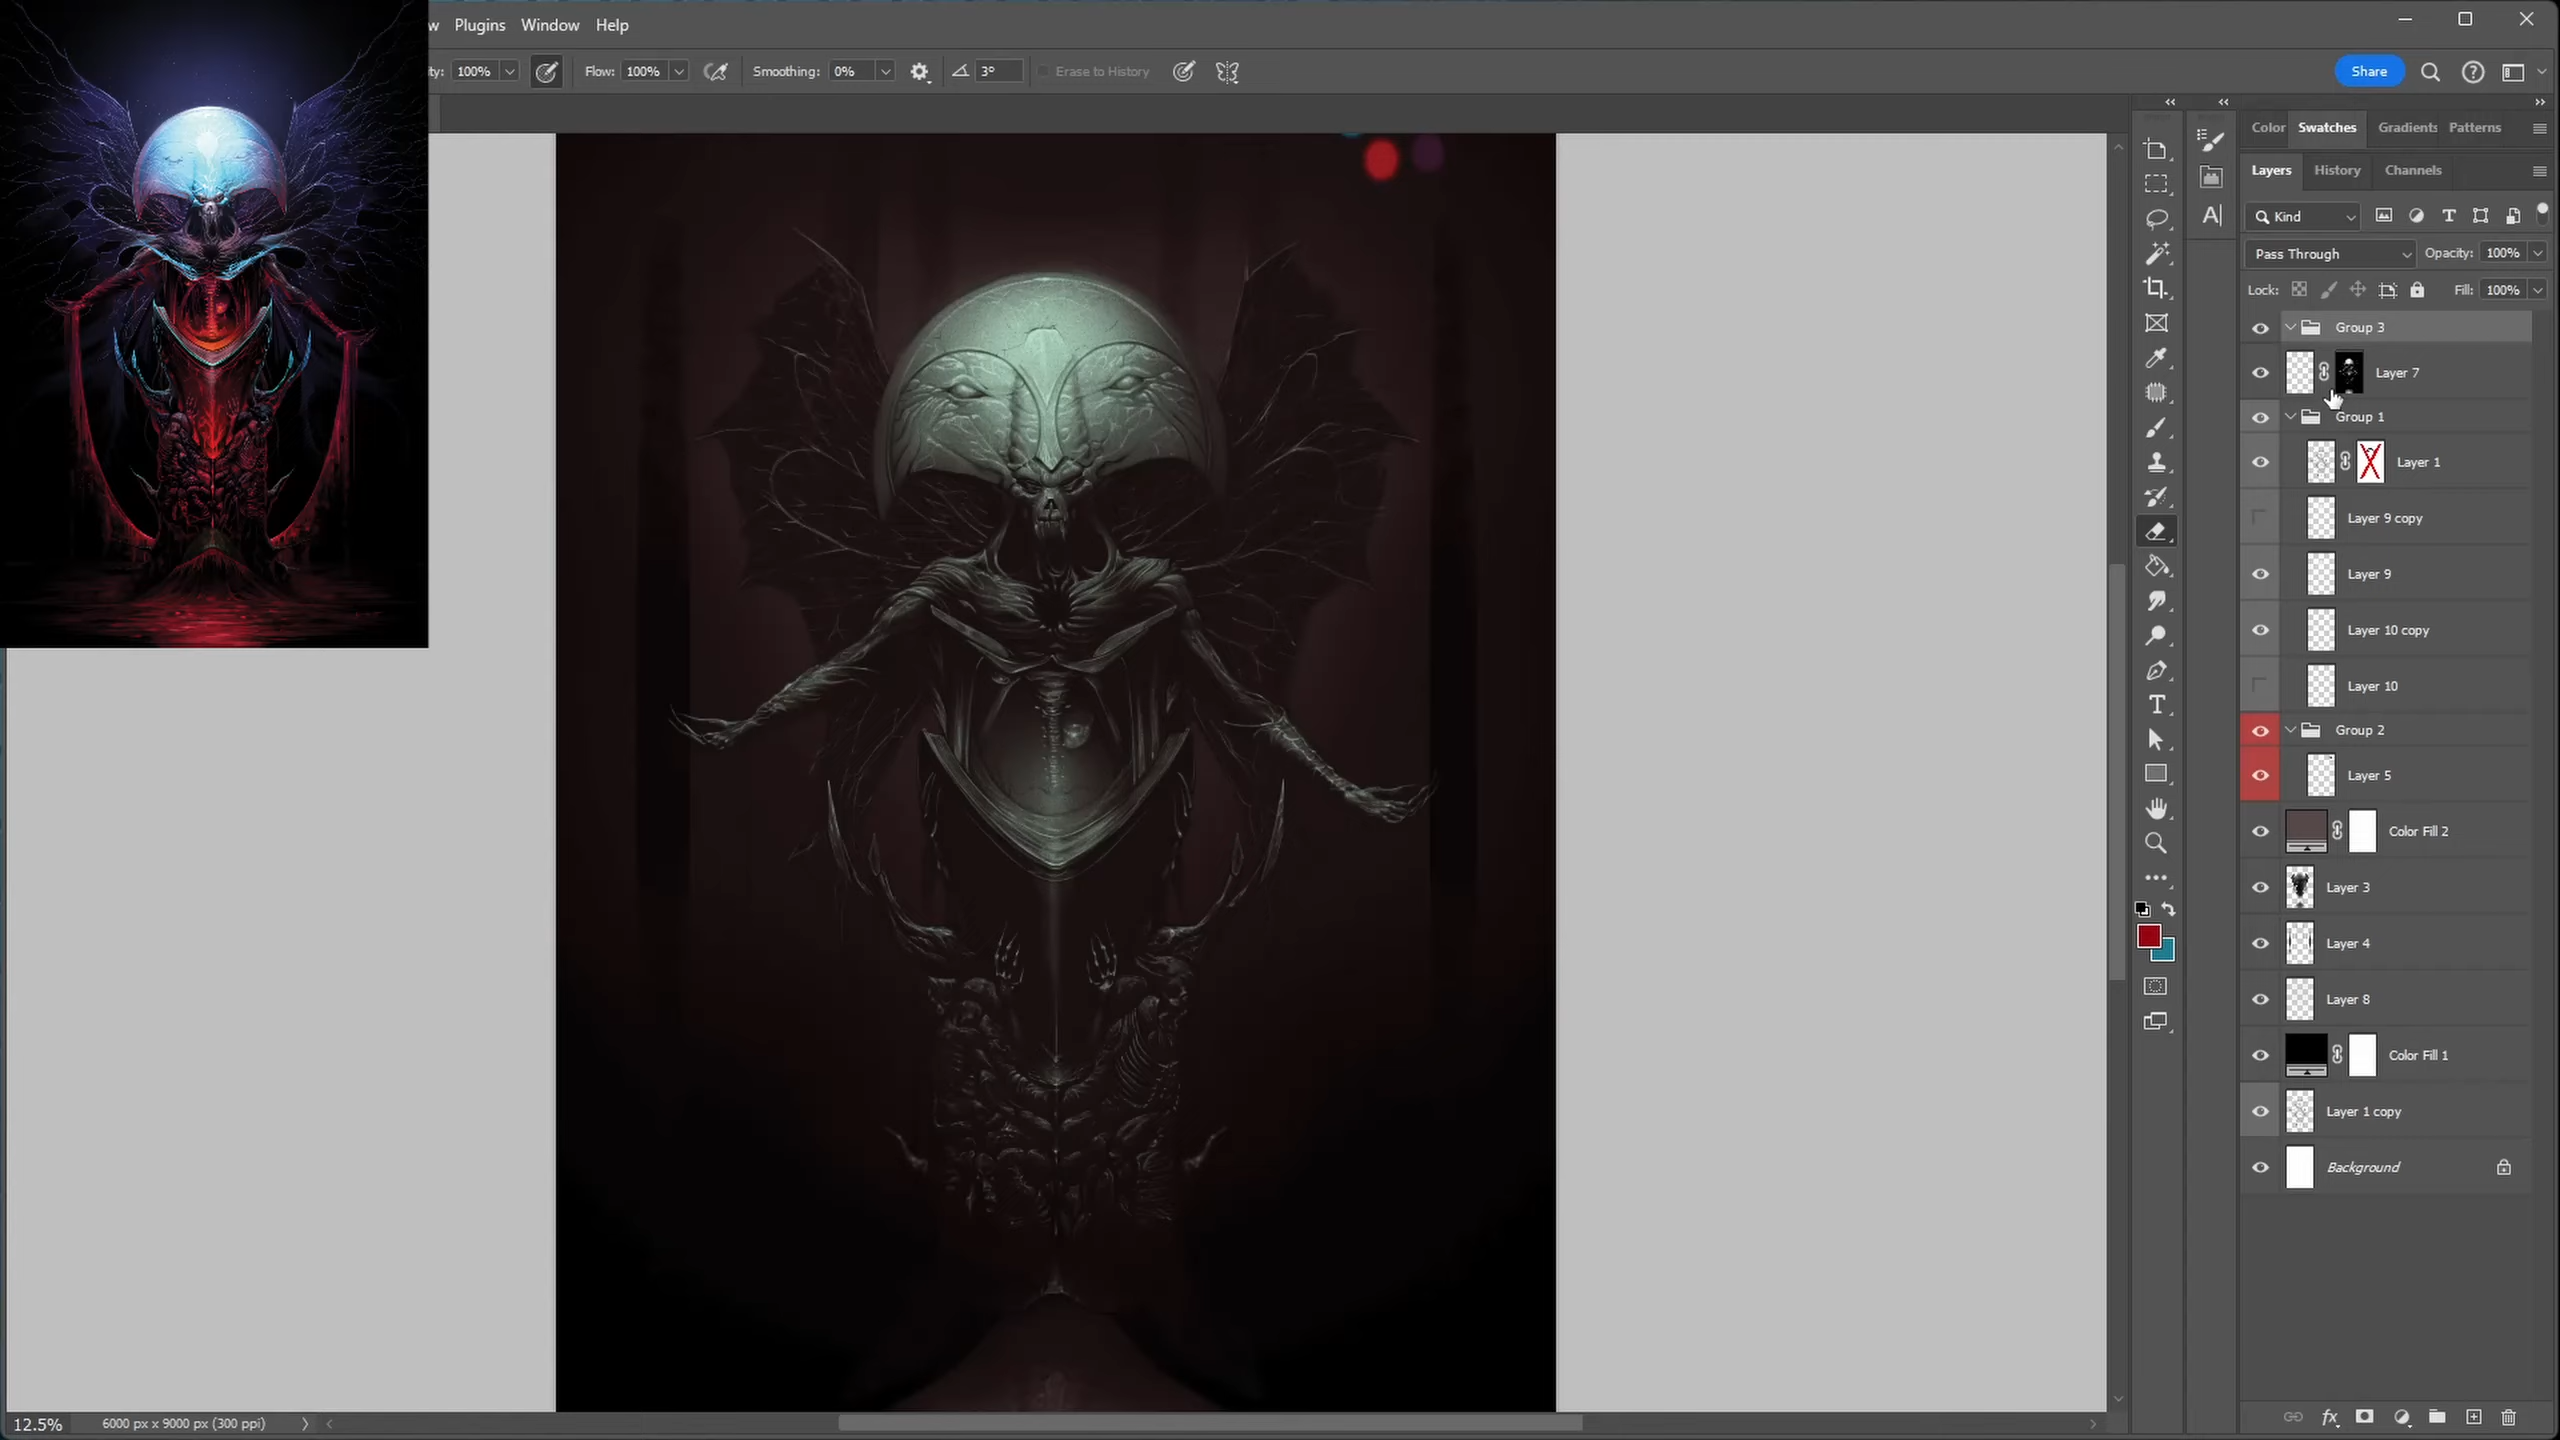 w Plugins Window Help
ty: 100% Flow: 100% Smoothing: 0% 3° Erase to History Share
Color Swatches Gradients Patterns
Layers History Channels
Kind
Pass Through Opacity: 100%
Lock: Fill: 100%
Group 3
Layer 7
Group 1
Layer 1
Layer 9 copy
Layer 9
Layer 10 copy
Layer 10
Group 2
Layer 5
Color Fill 2
Layer 3
Layer 4
Layer 8
Color Fill 1
Layer 1 copy
Background
12.5% 6000 px x 9000 px (300 ppi)